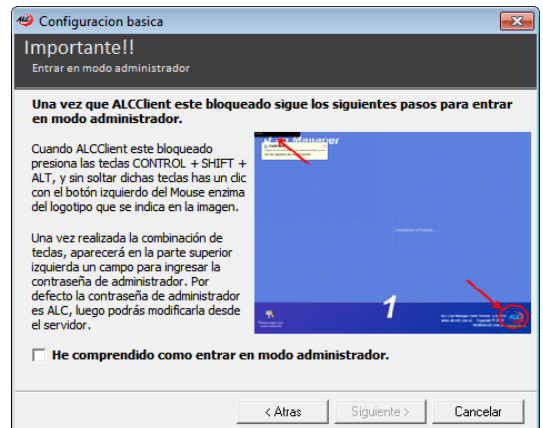 Configuracion basica
Importante!!
Entrar en modo administrador
Una vez que ALCClient este bloqueado sigue los siguientes pasos para entrar
en modo administrador.
Cuando ALCClient este bloqueado
presiona las teclas CONTROL + SHIFT +
ALT, y sin soltar dichas teclas has un clic
con el botón izquierdo del Mouse enzima
del logotipo que se indica en la imagen.
Una vez realizada la combinación de
teclas, aparecerá en la parte superior
izquierda un campo para ingresar la
contraseña de administrador. Por
defecto la contraseña de administrador
es ALC, luego podrás modificarla desde
el servidor.
Manager
1
He comprendido como entrar en modo administrador.
< Atras
Siguiente >
Cancelar